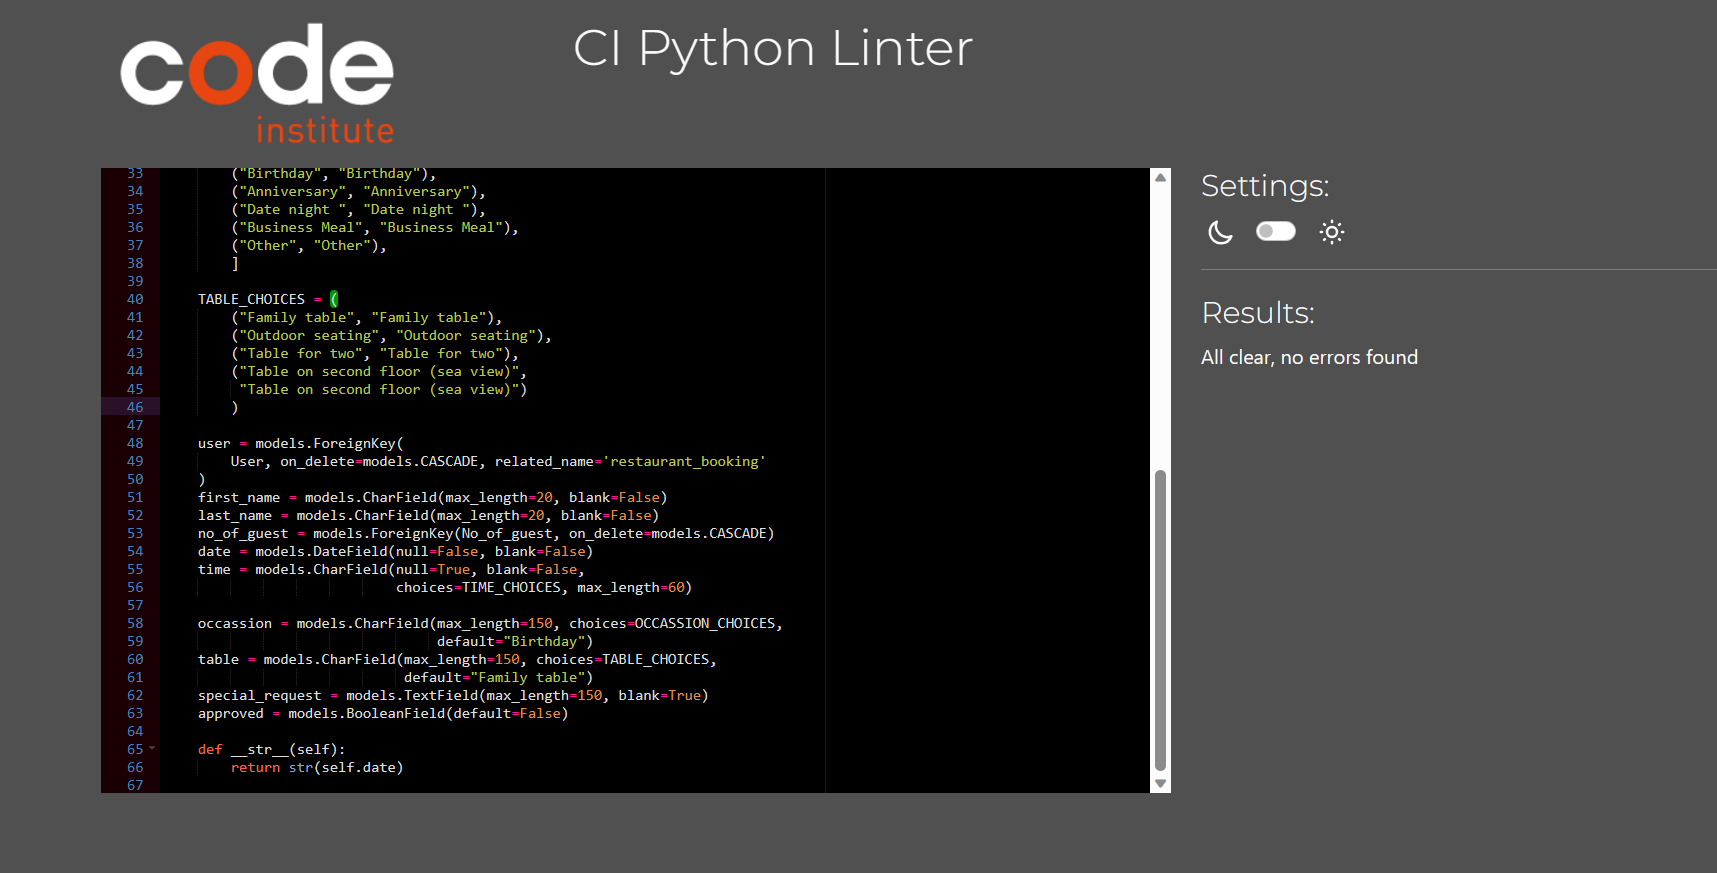 code
institute
CI Python Linter
33 ("Birthday", "Birthday"),
34 ("Anniversary", "Anniversary"),
35 ("Date night ", "Date night "),
36 ("Business Meal", "Business Meal"),
37 ("Other", "Other"),
38 ]
39
40 TABLE_CHOICES = (
41 ("Family table", "Family table"),
42 ("Outdoor seating", "Outdoor seating"),
43 ("Table for two", "Table for two"),
44 ("Table on second floor (sea view)",
45 "Table on second floor (sea view)")
46 )
47
48 user = models.ForeignKey(
49 User, on_delete=models.CASCADE, related_name='restaurant_booking'
50 )
51 first_name = models.CharField(max_length=20, blank=False)
52 last_name = models.CharField(max_length=20, blank=False)
53 no_of_guest = models.ForeignKey(No_of_guest, on_delete=models.CASCADE)
54 date = models.DateField(null=False, blank=False)
55 time = models.CharField(null=True, blank=False,
56 choices=TIME_CHOICES, max_length=60)
57
58 occassion = models.CharField(max_length=150, choices=OCCASSION_CHOICES,
59 default="Birthday")
60 table = models.CharField(max_length=150, choices=TABLE_CHOICES,
61 default="Family table")
62 special_request = models.TextField(max_length=150, blank=True)
63 approved = models.BooleanField(default=False)
64
65 def __str__(self):
66 return str(self.date)
67
Settings:
Results:
All clear, no errors found